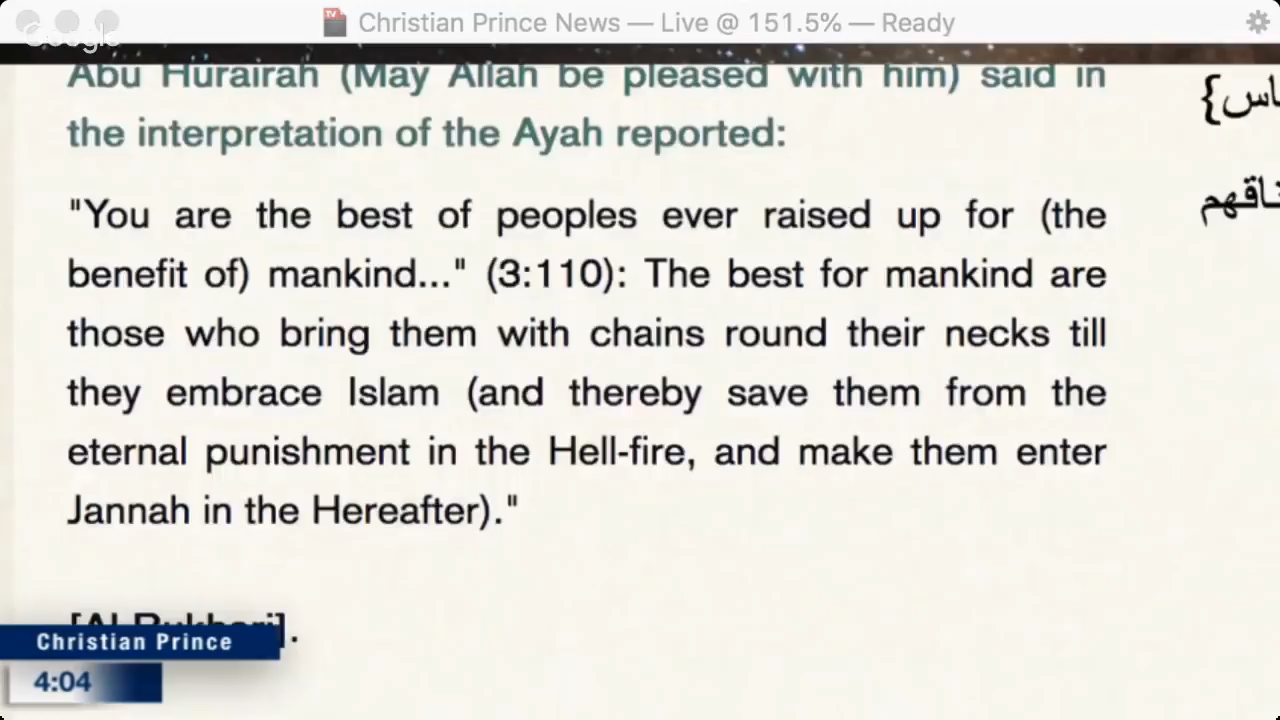 Christian Prince News — Live @ 151.5% — Ready
Google
Abu Hurairah (May Allah be pleased with him) said in
the interpretation of the Ayah reported:
"You are the best of peoples ever raised up for (the
benefit of) mankind..." (3:110): The best for mankind are
those who bring them with chains round their necks till
they embrace Islam (and thereby save them from the
eternal punishment in the Hell-fire, and make them enter
Jannah in the Hereafter)."
[Al-Bukhari].
Christian Prince
4:04